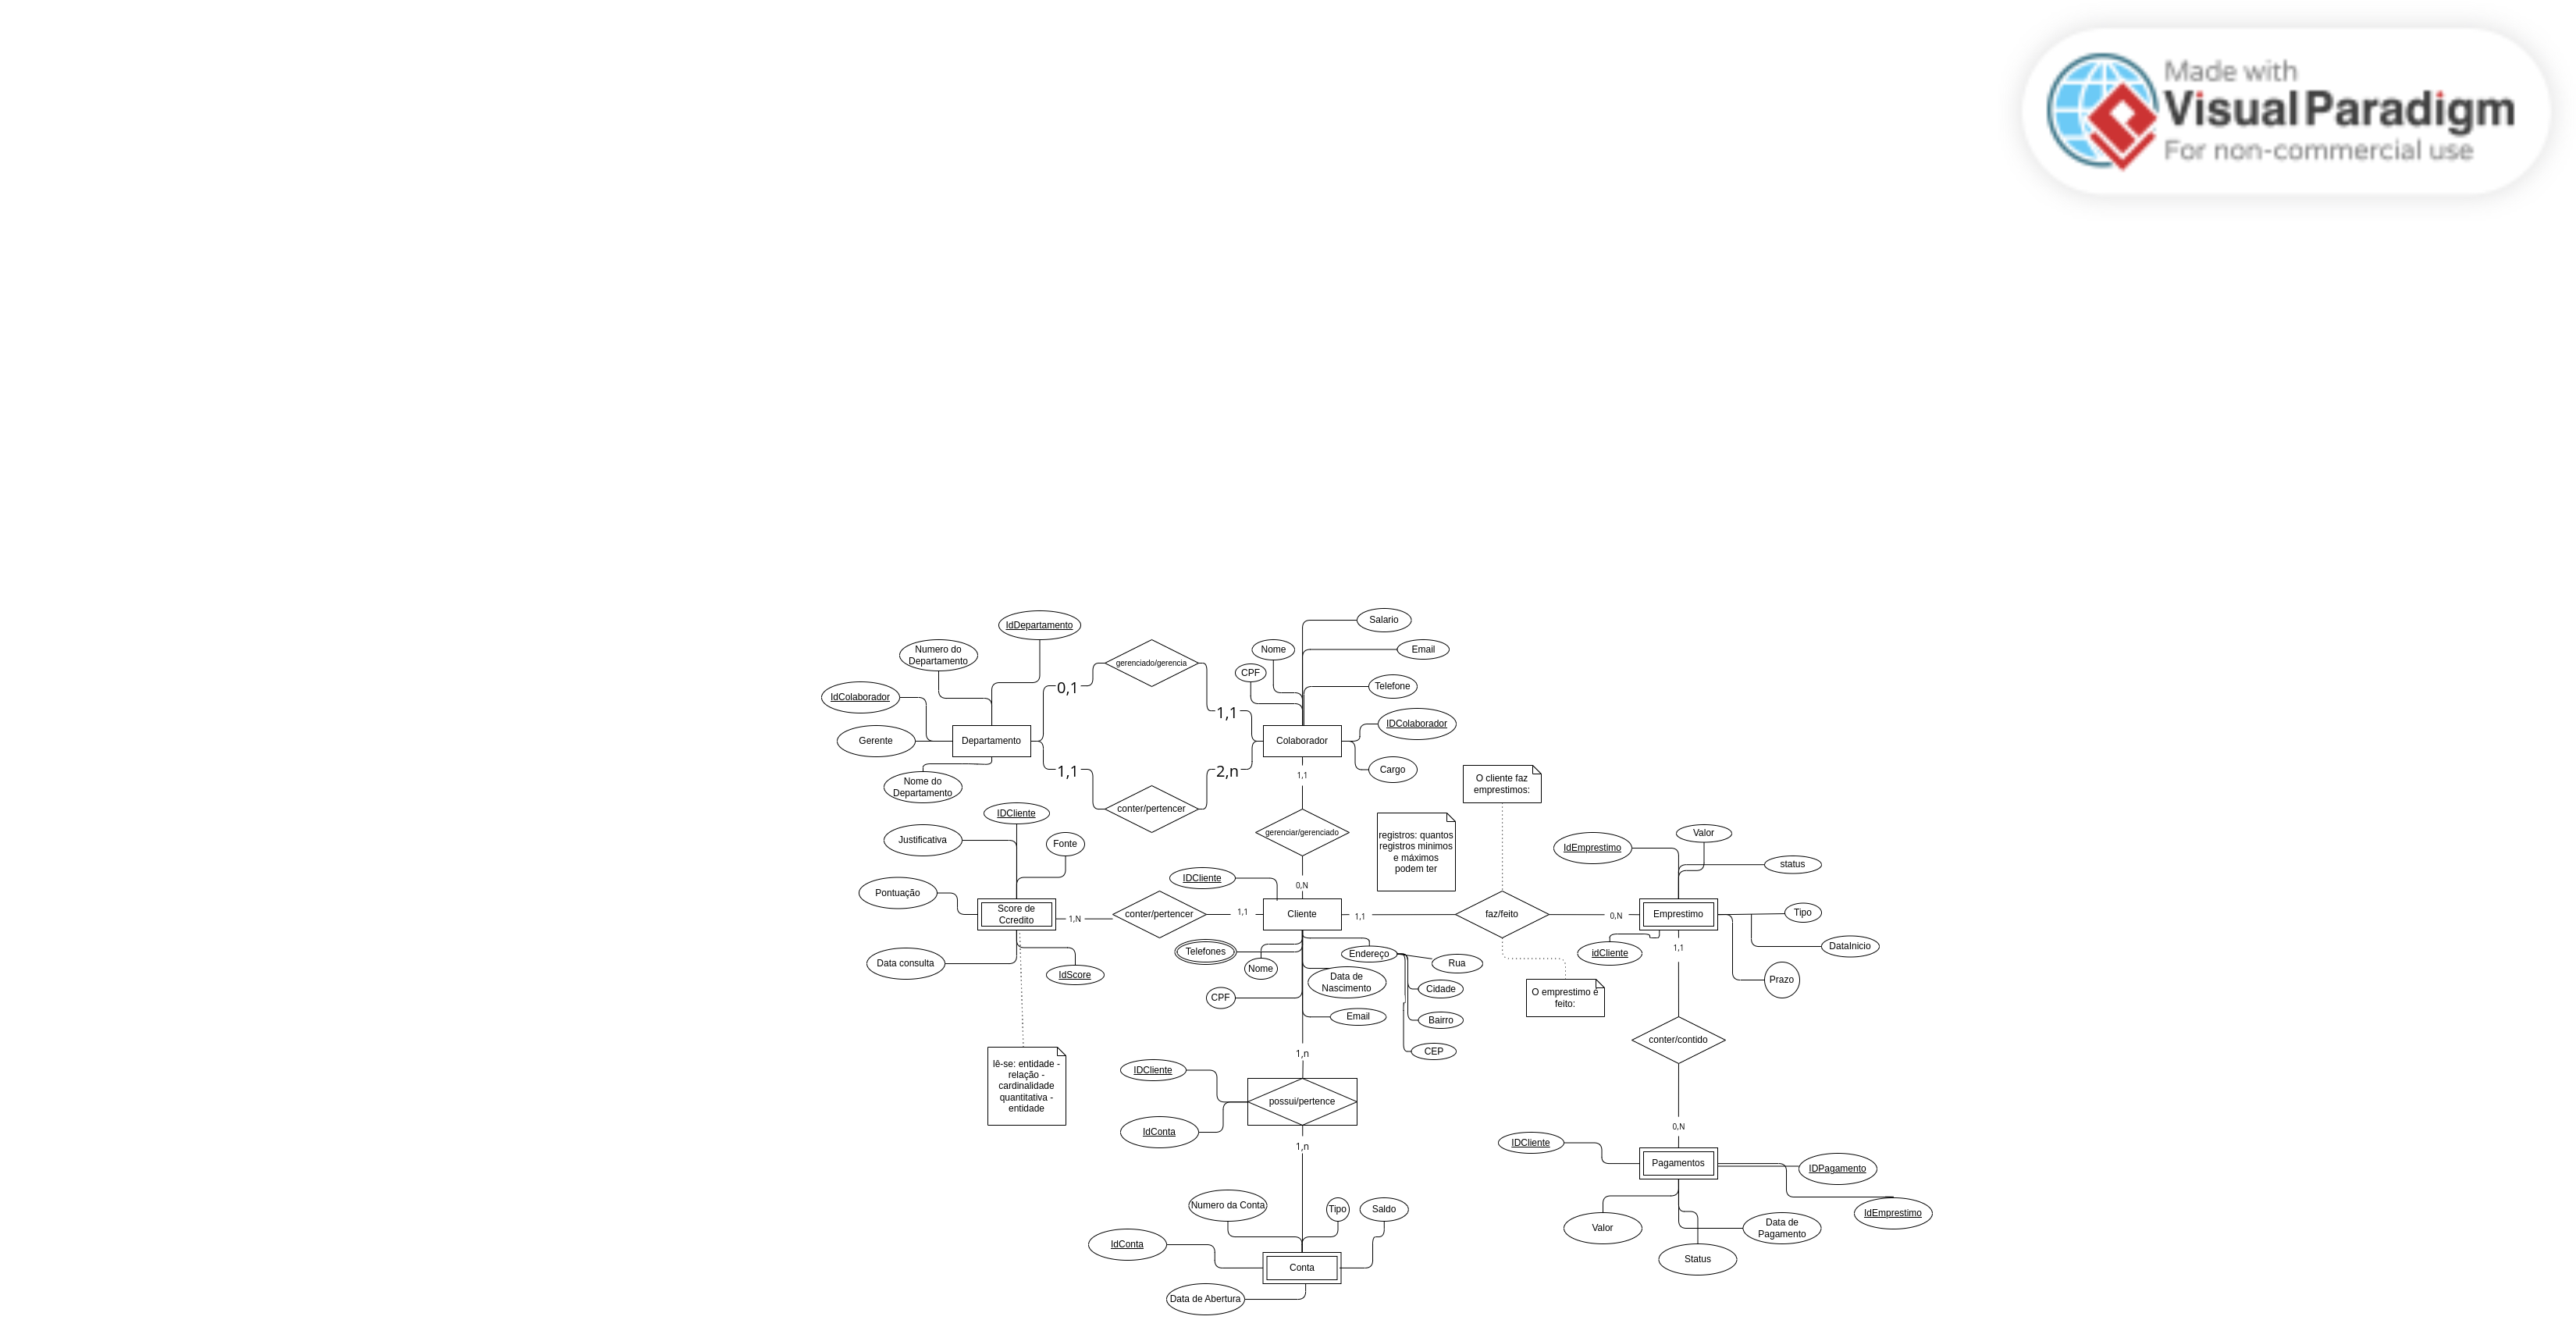 Made with
Visual Paradigm
For non-commercial use
IdDepartamento
Numero do
Departamento
IdColaborador
Gerente
Departamento
Nome do
Departamento
gerenciado/gerencia
0,1
1,1
1,1
2,n
conter/pertencer
Salario
Nome
Email
CPF
Telefone
IDColaborador
Colaborador
Cargo
1,1
gerenciar/gerenciado
0,N
O cliente faz
emprestimos:
registros: quantos
registros minimos
e máximos
podem ter
IDCliente
Justificativa
Fonte
Pontuação
Score de
Ccredito
Data consulta
IdScore
1,N
conter/pertencer
1,1
lê-se: entidade -
relação -
cardinalidade
quantitativa -
entidade
IDCliente
Cliente
1,1
faz/feito
0,N
Telefones
Nome
CPF
Endereço
Data de
Nascimento
Email
Rua
Cidade
Bairro
CEP
O emprestimo é
feito:
IdEmprestimo
Valor
status
Emprestimo
Tipo
idCliente
DataInicio
Prazo
1,1
conter/contido
0,N
1,n
IDCliente
possui/pertence
IdConta
1,n
Numero da Conta
Tipo
Saldo
IdConta
Conta
Data de Abertura
IDCliente
Pagamentos
IDPagamento
IdEmprestimo
Valor
Data de
Pagamento
Status